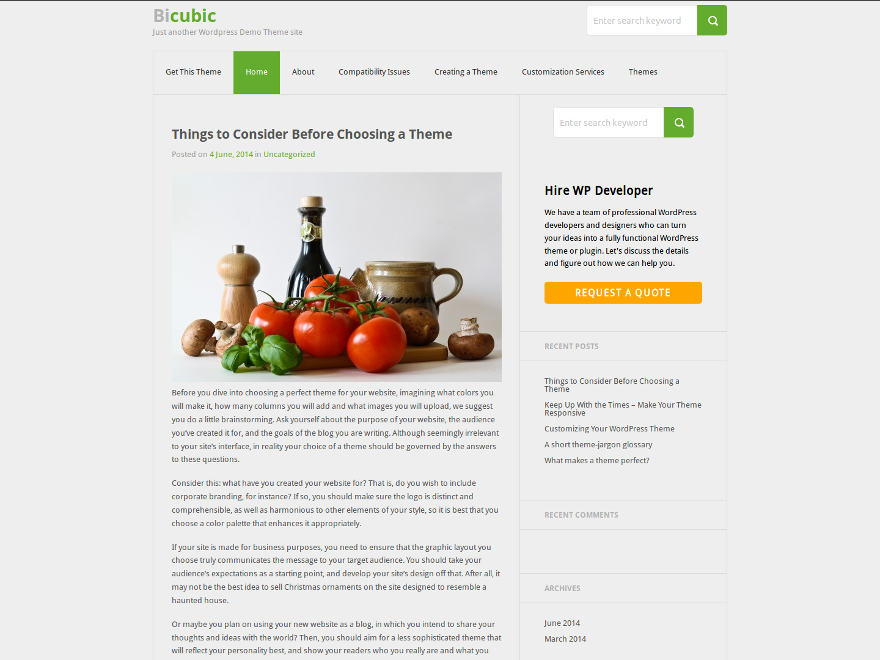 Bicubic
Just another Wordpress Demo Theme site
Enter search keyword
Get This Theme
Home
About
Compatibility Issues
Creating a Theme
Customization Services
Themes
Things to Consider Before Choosing a Theme
Posted on 4 June, 2014 in Uncategorized
Before you dive into choosing a perfect theme for your website, imagining what colors you
will make it, how many columns you will add and what images you will upload, we suggest
you do a little brainstorming. Ask yourself about the purpose of your website, the audience
you've created it for, and the goals of the blog you are writing. Although seemingly irrelevant
to your site's interface, in reality your choice of a theme should be governed by the answers
to these questions.
Consider this: what have you created your website for? That is, do you wish to include
corporate branding, for instance? If so, you should make sure the logo is distinct and
comprehensible, as well as harmonious to other elements of your style, so it is best that you
choose a color palette that enhances it appropriately.
If your site is made for business purposes, you need to ensure that the graphic layout you
choose truly communicates the message to your target audience. You should take your
audience's expectations as a starting point, and develop your site's design off that. After all, it
may not be the best idea to sell Christmas ornaments on the site designed to resemble a
haunted house.
Or maybe you plan on using your new website as a blog, in which you intend to share your
thoughts and ideas with the world? Then, you should aim for a less sophisticated theme that
will reflect your personality best, and show your readers who you really are and what you
Enter search keyword
Hire WP Developer
We have a team of professional WordPress
developers and designers who can turn
your ideas into a fully functional WordPress
theme or plugin. Let's discuss the details
and figure out how we can help you.
REQUEST A QUOTE
RECENT POSTS
Things to Consider Before Choosing a
Theme
Keep Up With the Times – Make Your Theme
Responsive
Customizing Your WordPress Theme
A short theme-jargon glossary
What makes a theme perfect?
RECENT COMMENTS
ARCHIVES
June 2014
March 2014